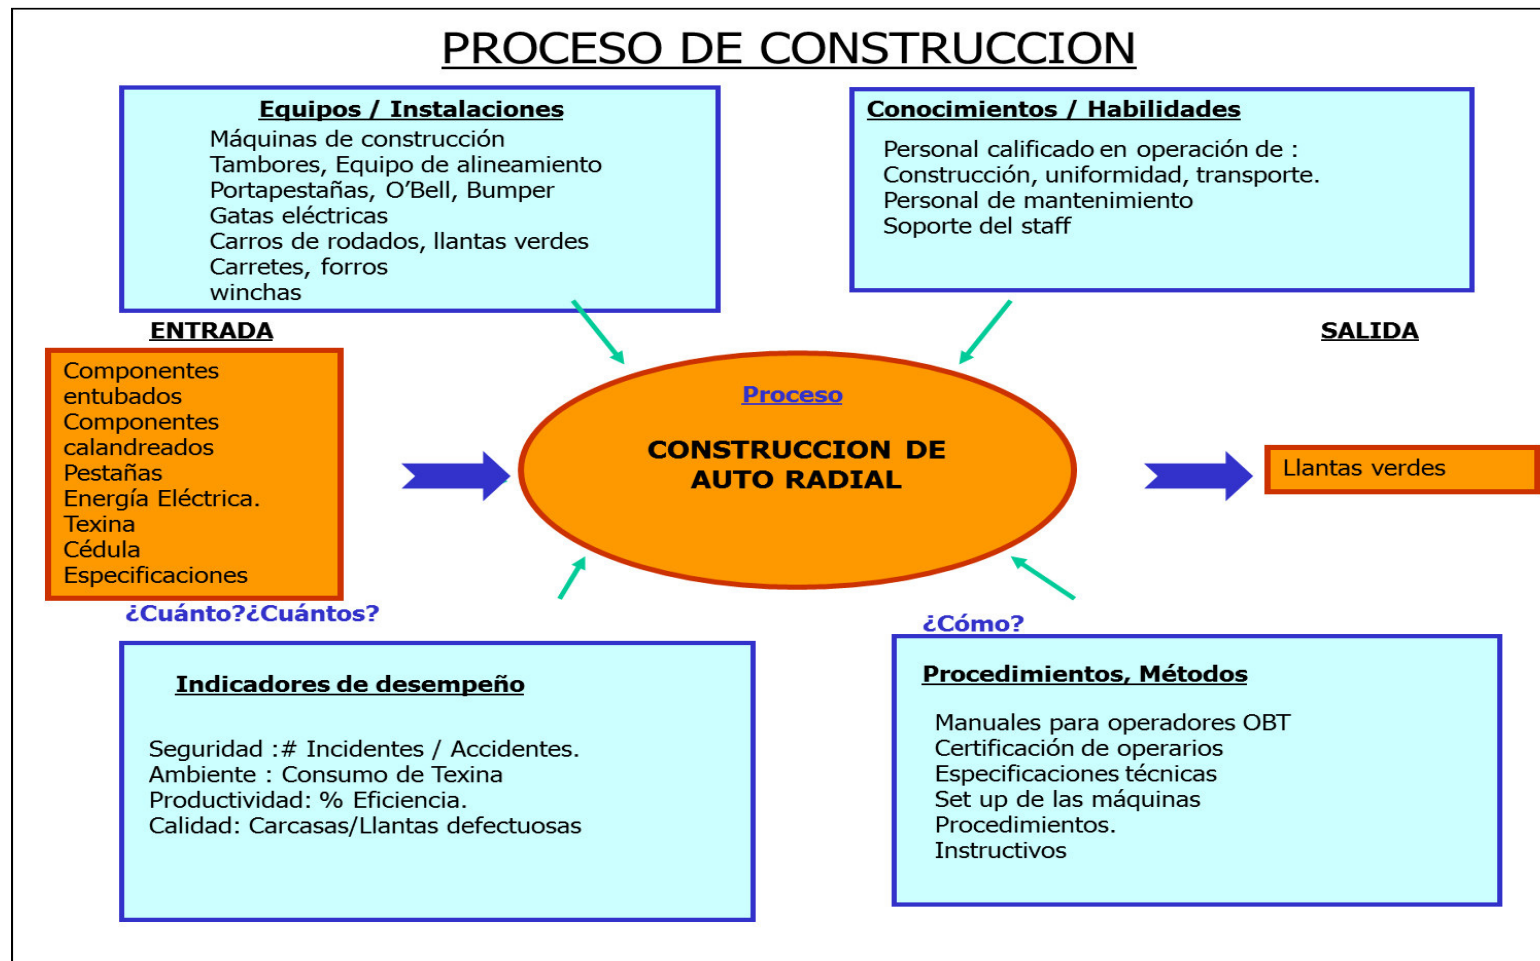 PROCESO DE CONSTRUCCION
Equipos / Instalaciones
Máquinas de construcción
Tambores, Equipo de alineamiento
Portapestañas, O’Bell, Bumper
Gatas eléctricas
Carros de rodados, llantas verdes
Carretes, forros
winchas
Conocimientos / Habilidades
Personal calificado en operación de :
Construcción, uniformidad, transporte.
Personal de mantenimiento
Soporte del staff
ENTRADA
Componentes
entubados
Componentes
calandreados
Pestañas
Energía Eléctrica.
Texina
Cédula
Especificaciones
Proceso
CONSTRUCCION DE
AUTO RADIAL
SALIDA
Llantas verdes
¿Cuánto?¿Cuántos?
Indicadores de desempeño
Seguridad :# Incidentes / Accidentes.
Ambiente : Consumo de Texina
Productividad: % Eficiencia.
Calidad: Carcasas/Llantas defectuosas
¿Cómo?
Procedimientos, Métodos
Manuales para operadores OBT
Certificación de operarios
Especificaciones técnicas
Set up de las máquinas
Procedimientos.
Instructivos